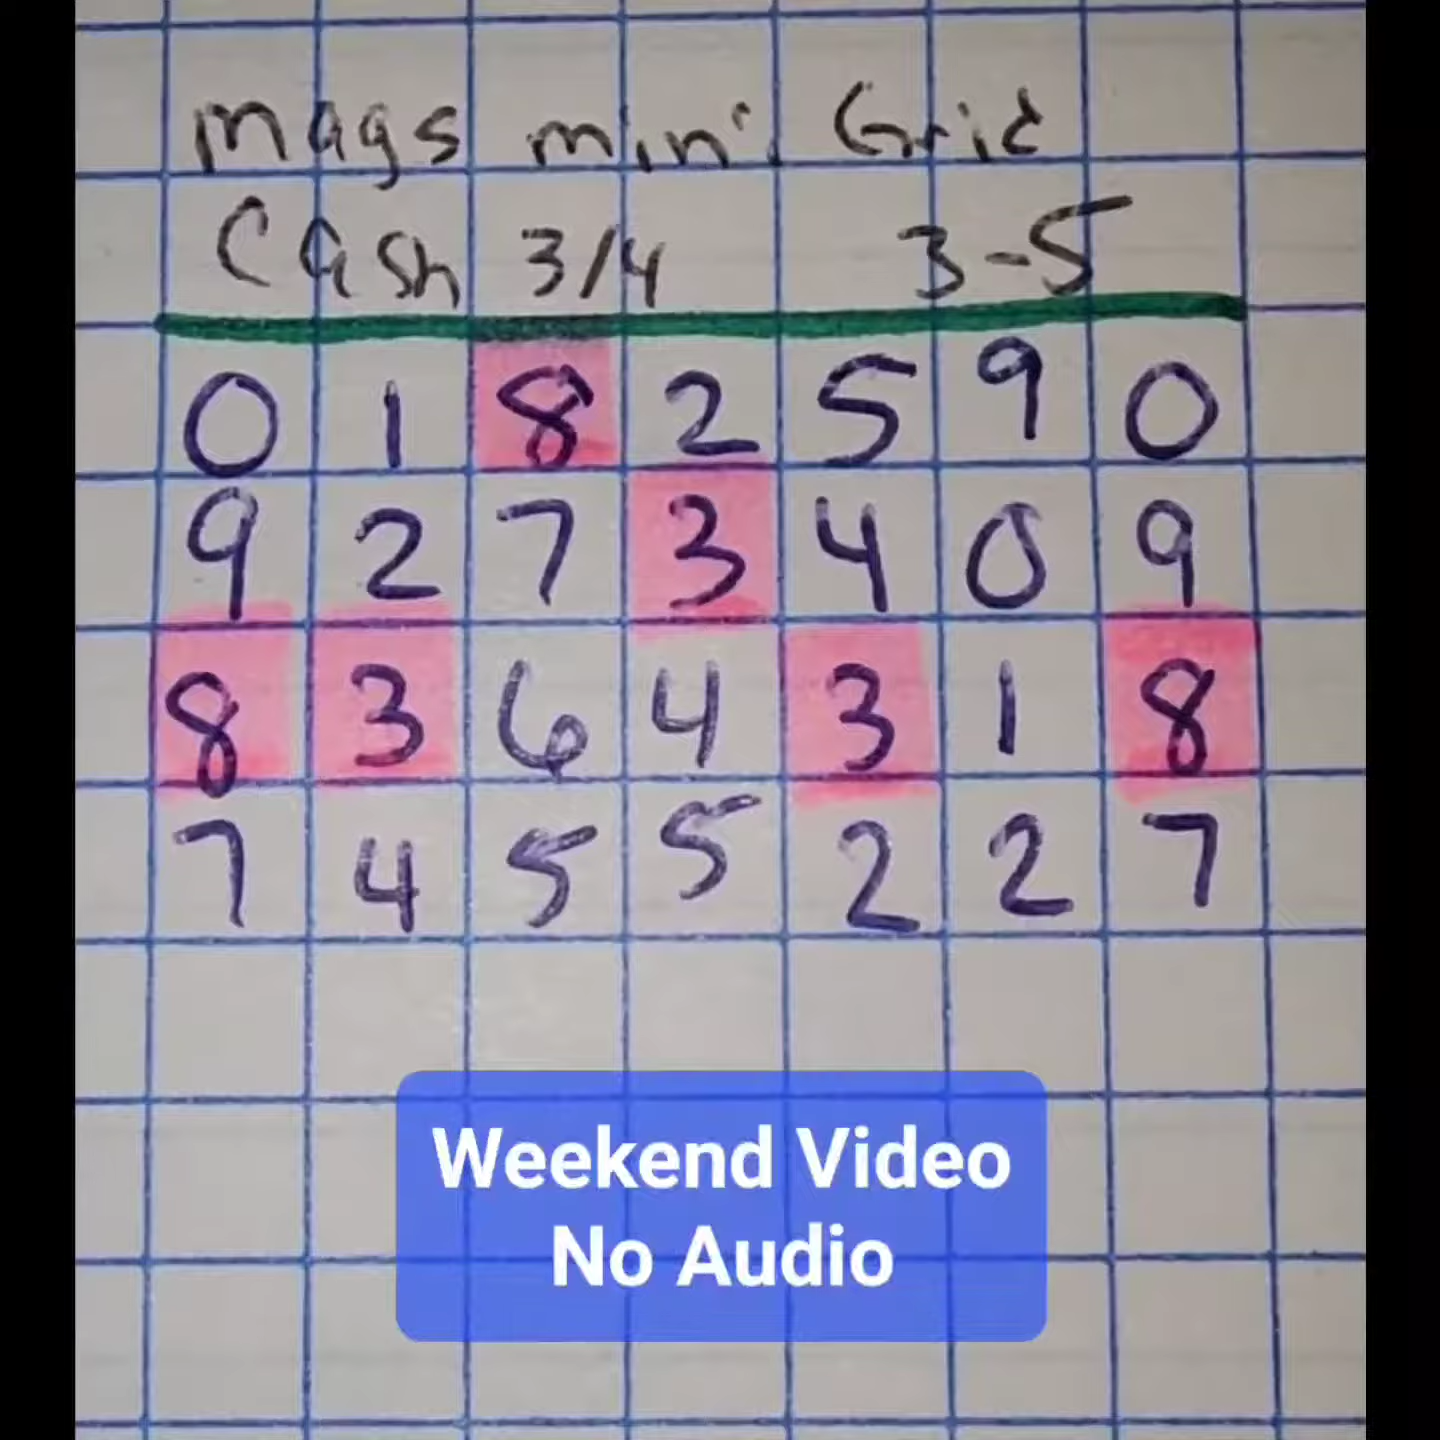 Mags mini Grid
Cash 3/4 3-5
0 1 8 2 5 9 0
9 2 7 3 4 0 9
8 3 6 4 3 1 8
7 4 5 5 2 2 7
Weekend Video
No Audio